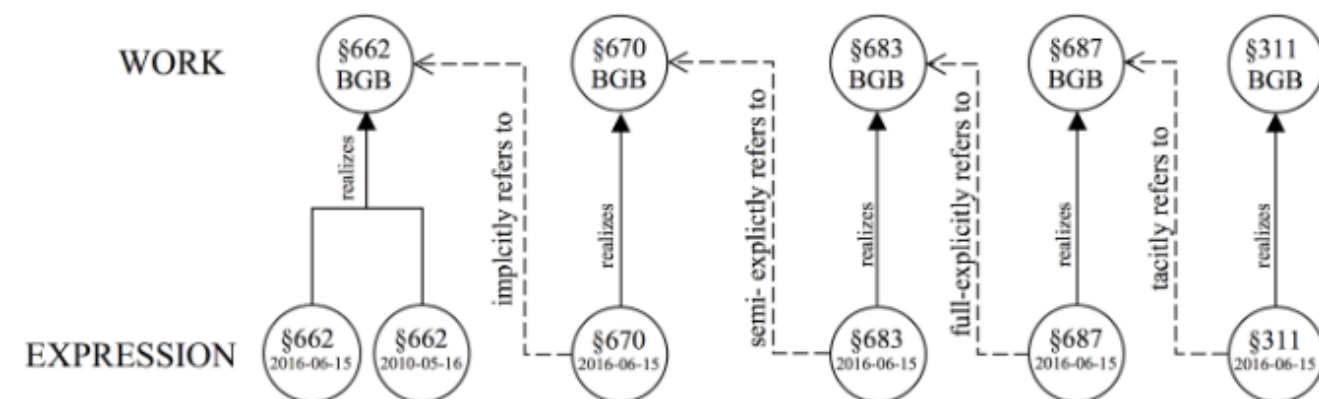 WORK
§662
BGB
§670
BGB
§683
BGB
§687
BGB
§311
BGB
realizes
implcitly refers to
realizes
semi- explictly refers to
realizes
full-explicitly refers to
realizes
tacitly refers to
realizes
EXPRESSION
§662
2016-06-15
§662
2010-05-16
§670
2016-06-15
§683
2016-06-15
§687
2016-06-15
§311
2016-06-15